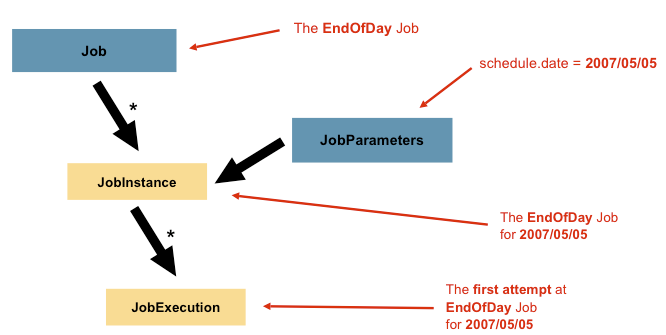 The EndOfDay Job
Job
schedule.date = 2007/05/05
*
JobParameters
JobInstance
The EndOfDay Job
for 2007/05/05
*
The first attempt at
EndOfDay Job
for 2007/05/05
JobExecution